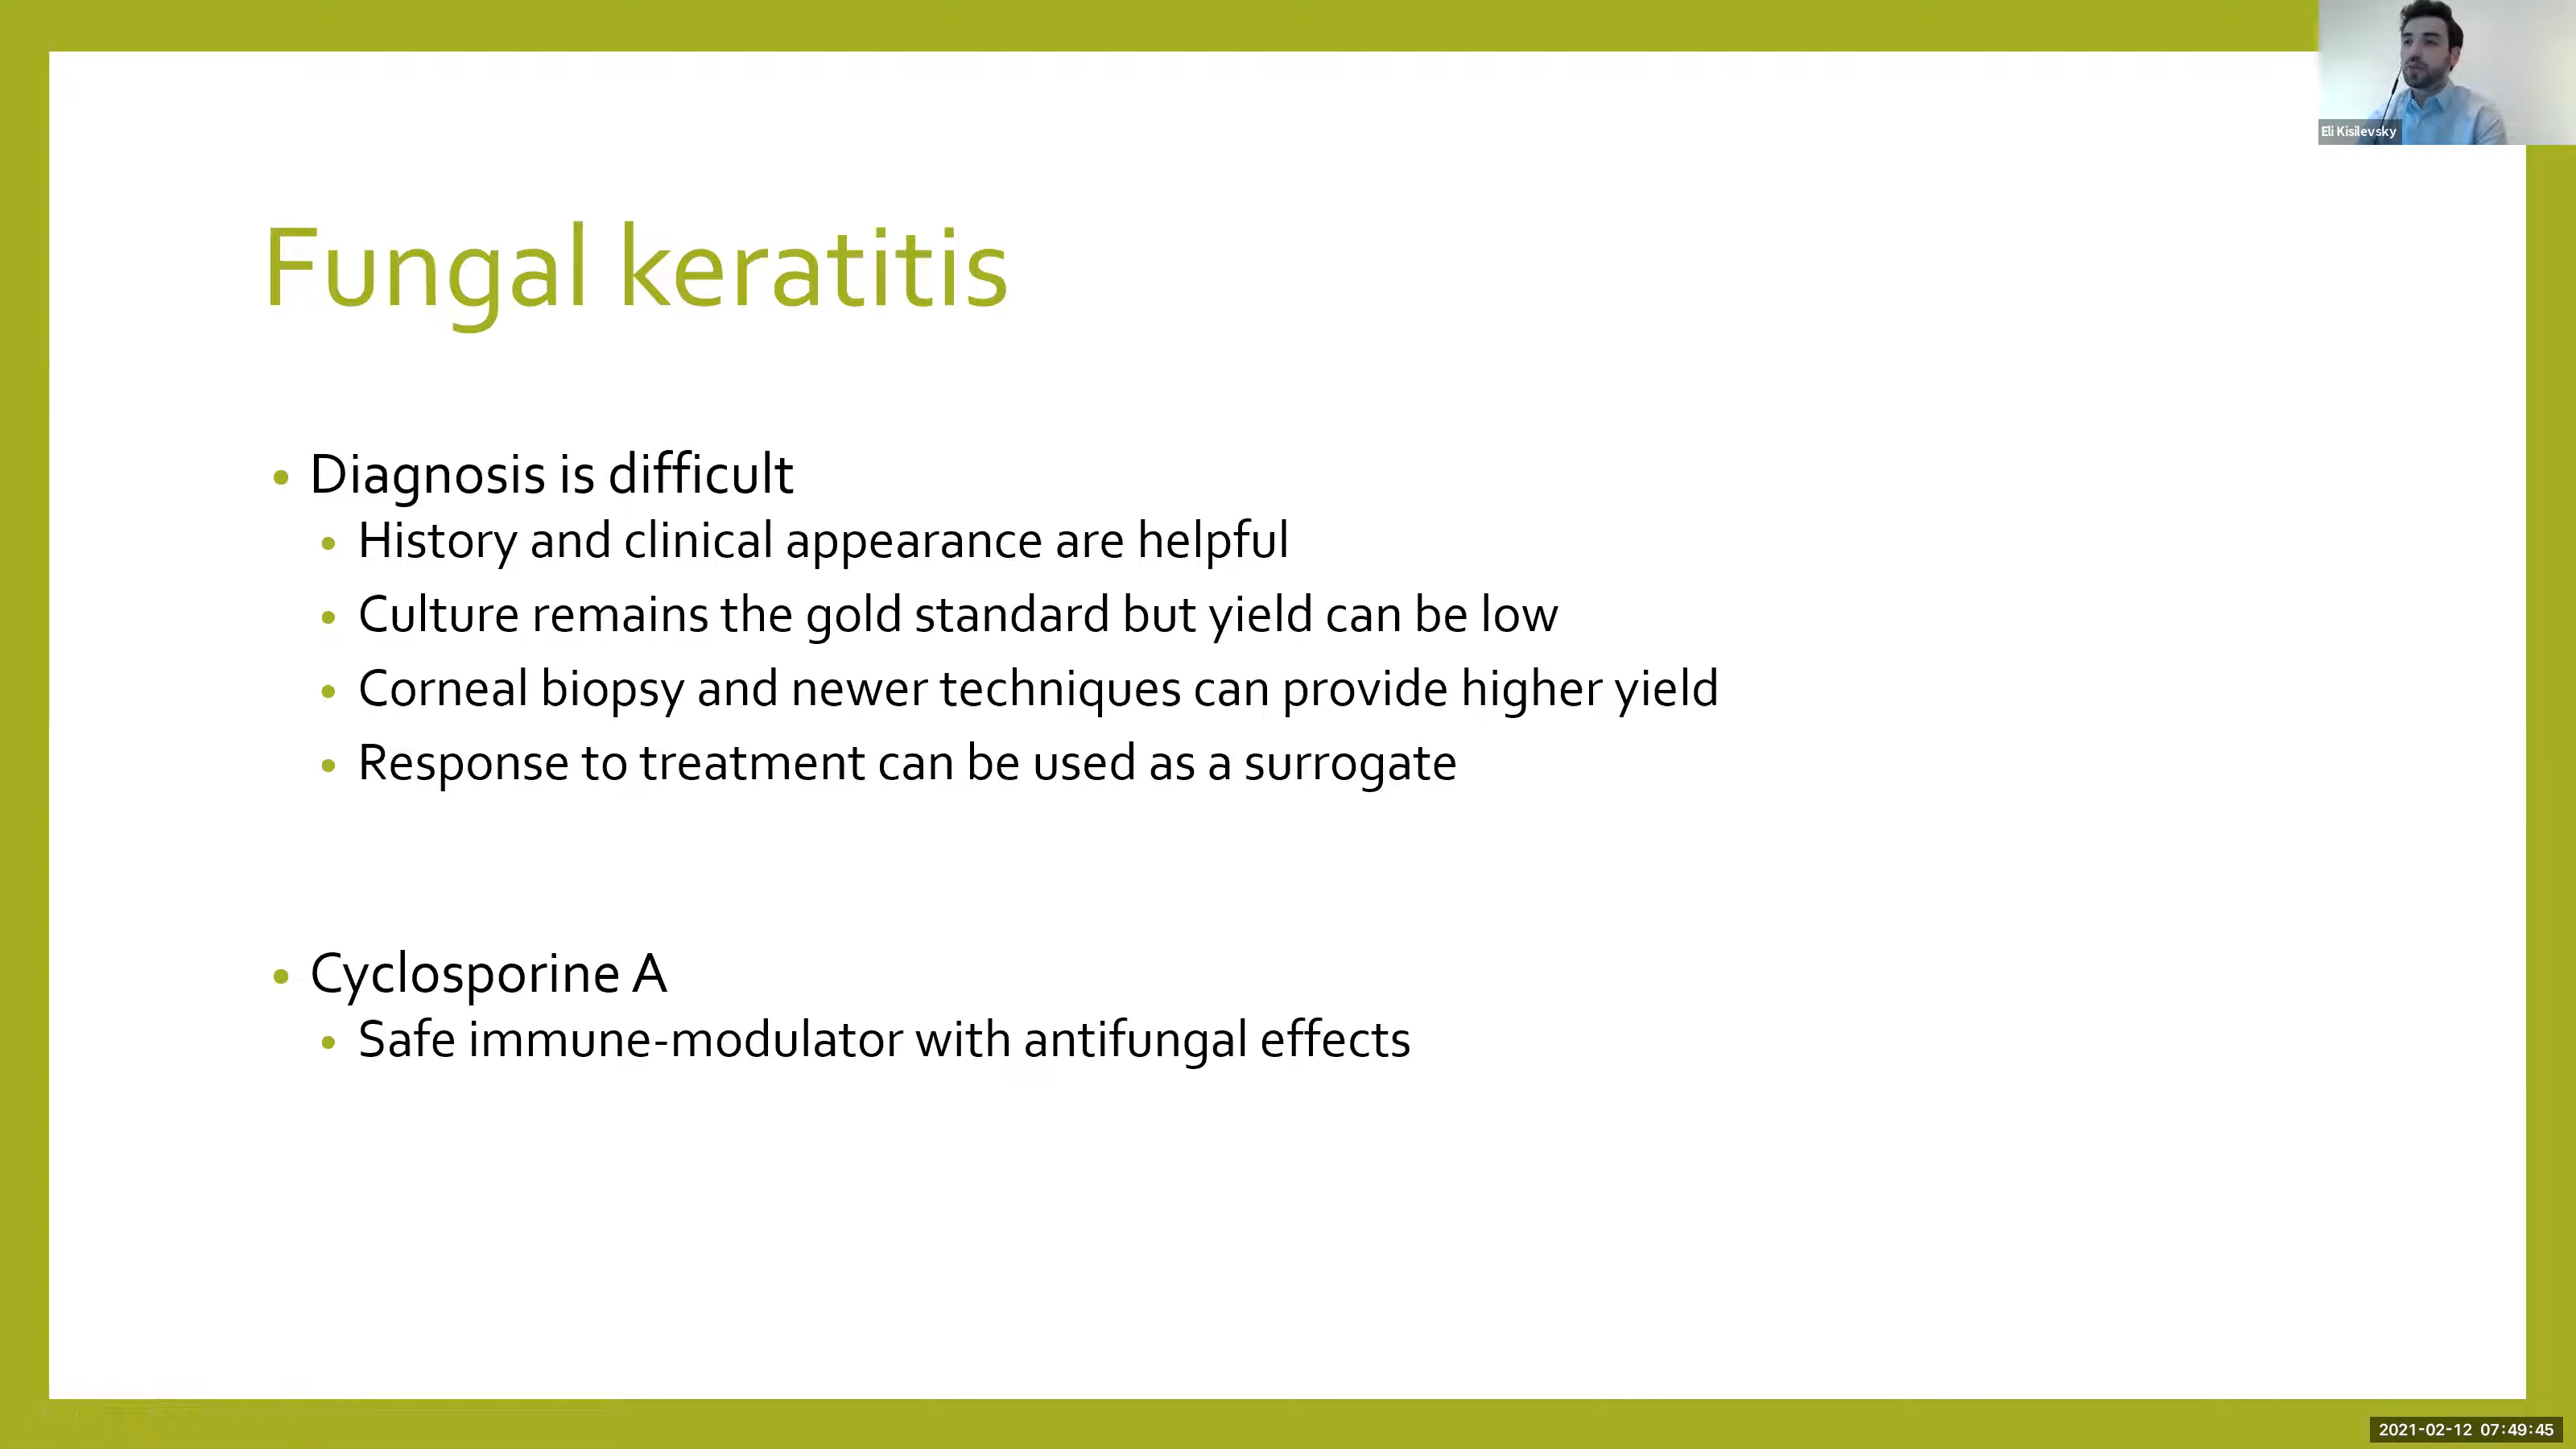 Eli Kisilevsky
Fungal keratitis
• Diagnosis is difficult
• History and clinical appearance are helpful
• Culture remains the gold standard but yield can be low
• Corneal biopsy and newer techniques can provide higher yield
• Response to treatment can be used as a surrogate
• Cyclosporine A
• Safe immune-modulator with antifungal effects
2021-02-12 07:49:45